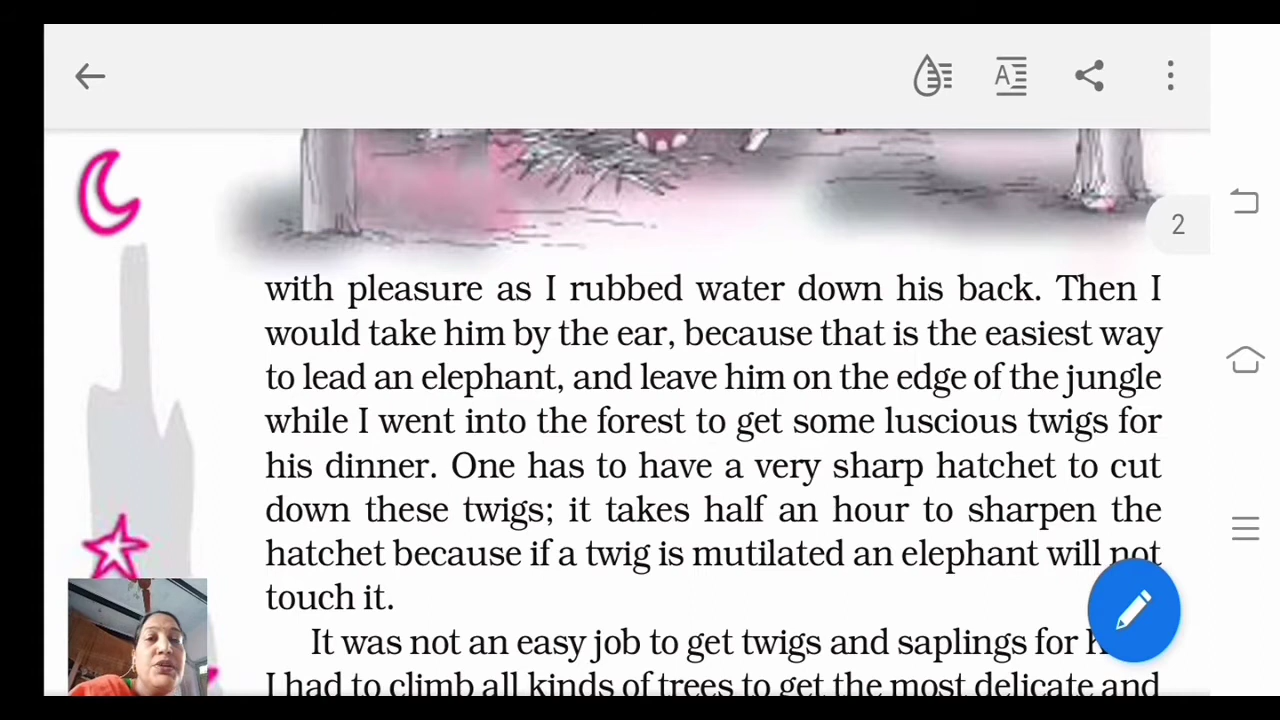 A
2
with pleasure as I rubbed water down his back. Then I
would take him by the ear, because that is the easiest way
to lead an elephant, and leave him on the edge of the jungle
while I went into the forest to get some luscious twigs for
his dinner. One has to have a very sharp hatchet to cut
down these twigs; it takes half an hour to sharpen the
hatchet because if a twig is mutilated an elephant will not
touch it.
It was not an easy job to get twigs and saplings for
I had to climb all kinds of trees to get the most delicate and